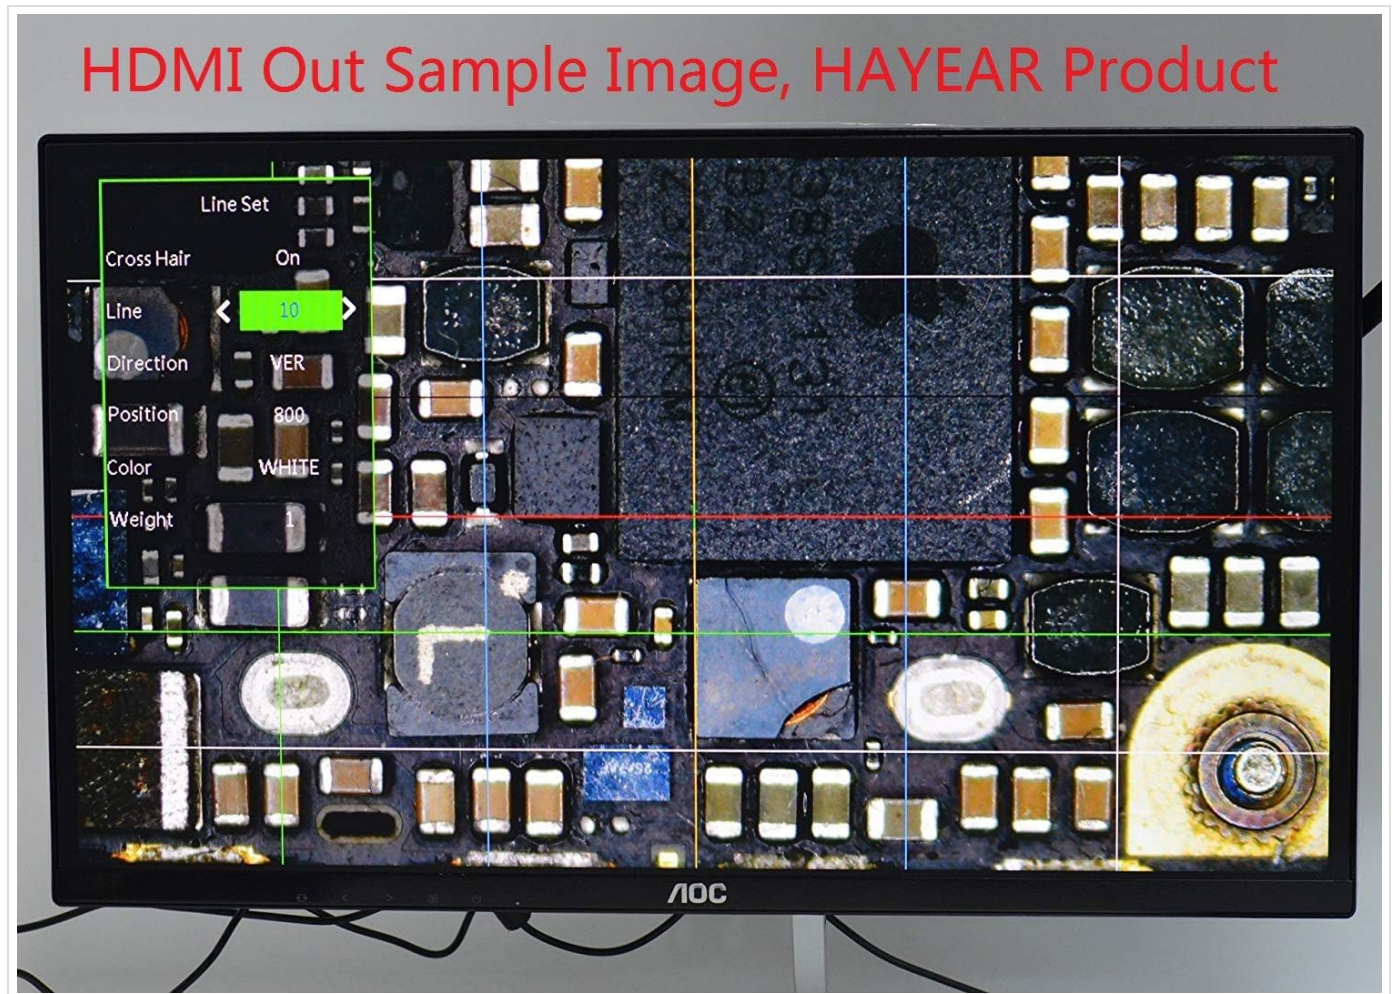 HDMI Out Sample Image, HAYEAR Product
Line Set
Cross Hair On
Line < 10 >
Direction VER
Position 800
Color WHITE
Weight 1
AOC